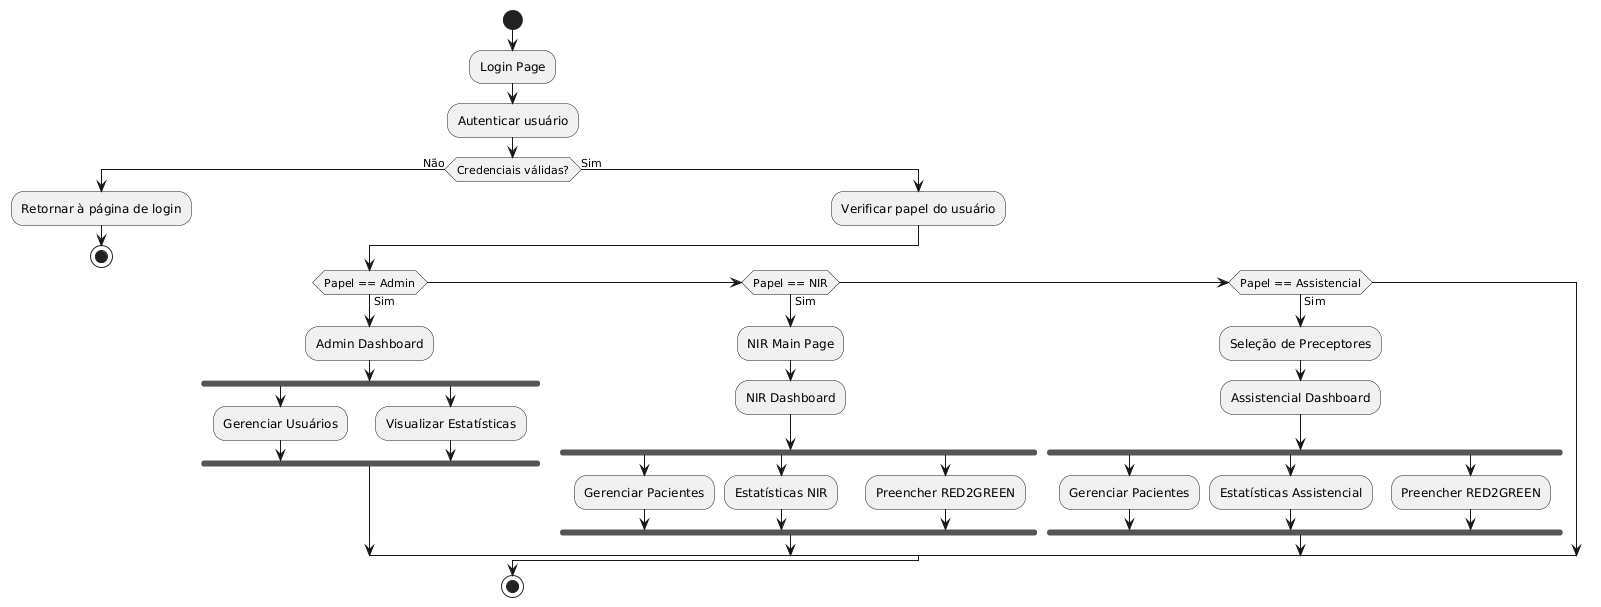 Login Page
Autenticar usuário
Não
Credenciais válidas?
Sim
Retornar à página de login
Verificar papel do usuário
Papel == Admin
Papel == NIR
Papel == Assistencial
Sim
Sim
Sim
Admin Dashboard
NIR Main Page
Seleção de Preceptores
NIR Dashboard
Assistencial Dashboard
Gerenciar Usuários
Visualizar Estatísticas
Gerenciar Pacientes
Estatísticas NIR
Preencher RED2GREEN
Gerenciar Pacientes
Estatísticas Assistencial
Preencher RED2GREEN